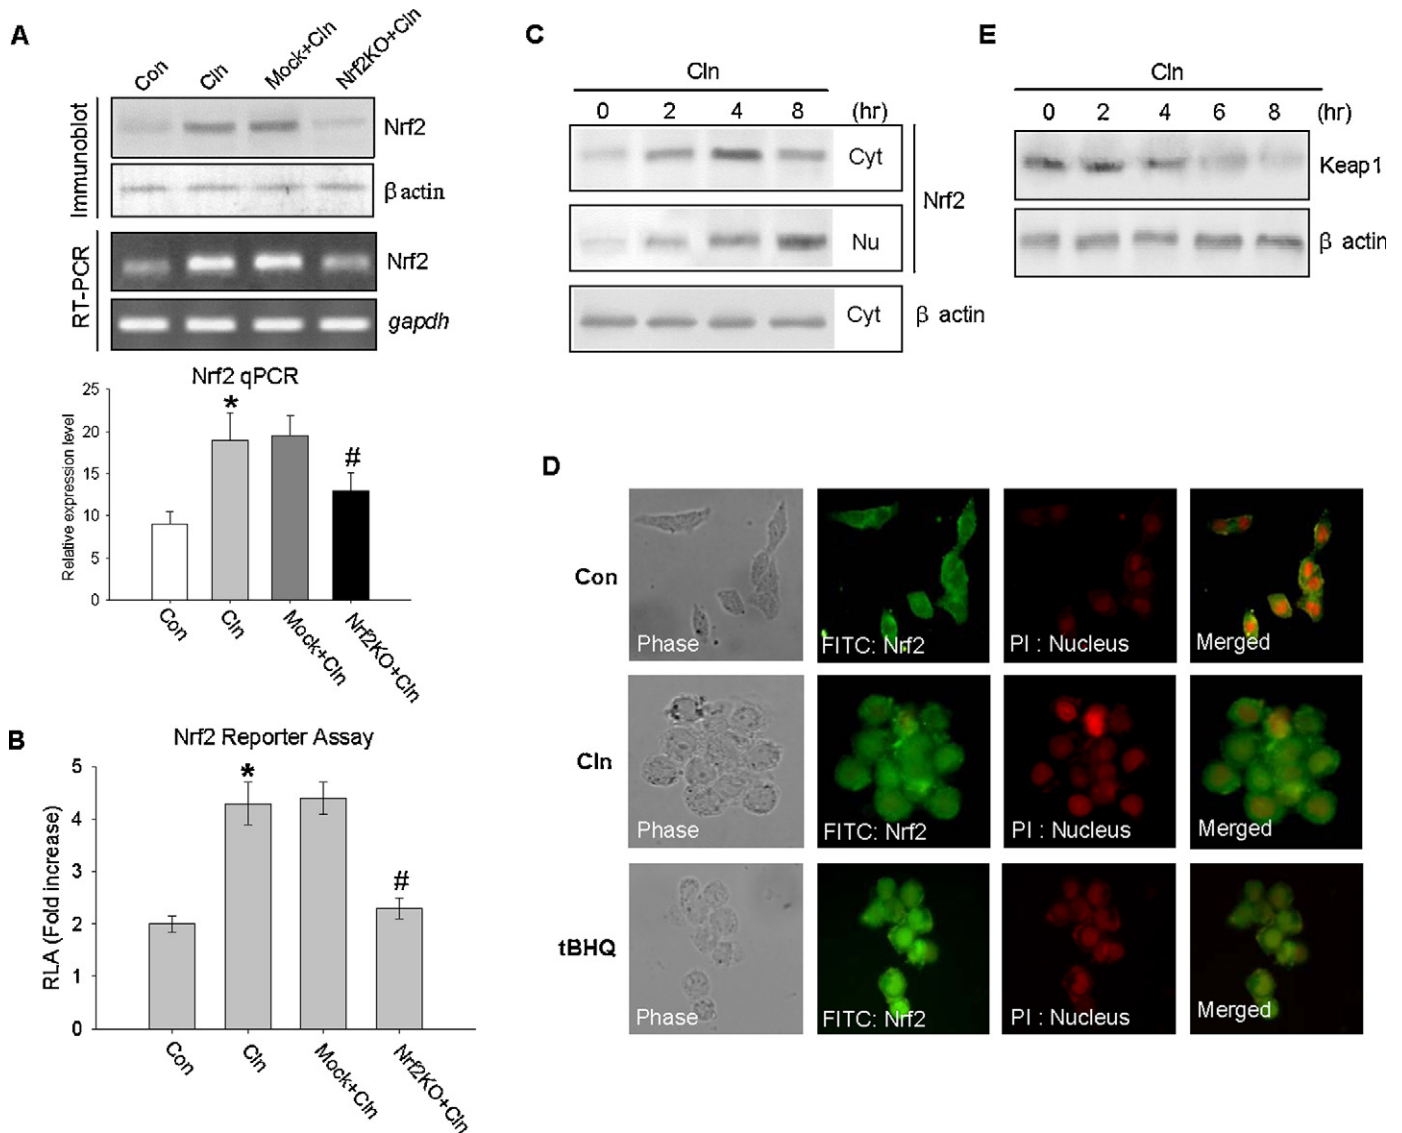 A
Con Cln Mock+Cln Nrf2KO+Cln
Immunoblot
Nrf2
β actin
RT-PCR
Nrf2
gapdh
Nrf2 qPCR
Relative expression level
25
20
15
10
5
0
*
#
Con Cln Mock+Cln Nrf2KO+Cln
B
Nrf2 Reporter Assay
RLA (Fold increase)
5
4
3
2
1
0
*
#
Con Cln Mock+Cln Nrf2KO+Cln
C
Cln
0 2 4 8 (hr)
Cyt
Nu
Nrf2
Cyt β actin
D
Con
Phase FITC: Nrf2 PI : Nucleus Merged
Cln
Phase FITC: Nrf2 PI : Nucleus Merged
tBHQ
Phase FITC: Nrf2 PI : Nucleus Merged
E
Cln
0 2 4 6 8 (hr)
Keap1
β actin